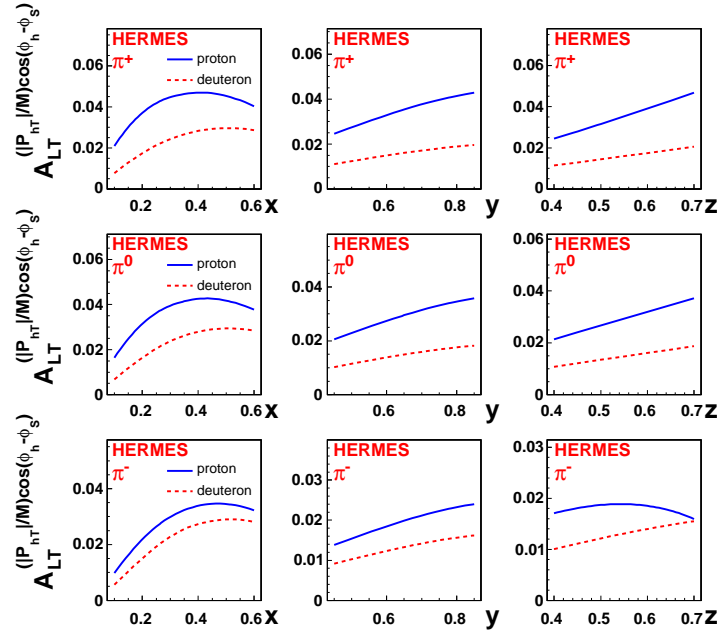 A_LT^(|P_hT|/M)cos(ϕ_h-ϕ_S)
HERMES
π+
proton
deuteron
0.06
0.04
0.02
0
0.2 0.4 0.6 x
HERMES
π+
0.06
0.04
0.02
0
0.6 0.8 y
HERMES
π+
0.06
0.04
0.02
0
0.4 0.5 0.6 0.7 z
A_LT^(|P_hT|/M)cos(ϕ_h-ϕ_S)
HERMES
π0
proton
deuteron
0.06
0.04
0.02
0
0.2 0.4 0.6 x
HERMES
π0
0.04
0.02
0
0.6 0.8 y
HERMES
π0
0.06
0.04
0.02
0
0.4 0.5 0.6 0.7 z
A_LT^(|P_hT|/M)cos(ϕ_h-ϕ_S)
HERMES
π-
proton
deuteron
0.04
0.02
0
0.2 0.4 0.6 x
HERMES
π-
0.03
0.02
0.01
0
0.6 0.8 y
HERMES
π-
0.03
0.02
0.01
0
0.4 0.5 0.6 0.7 z